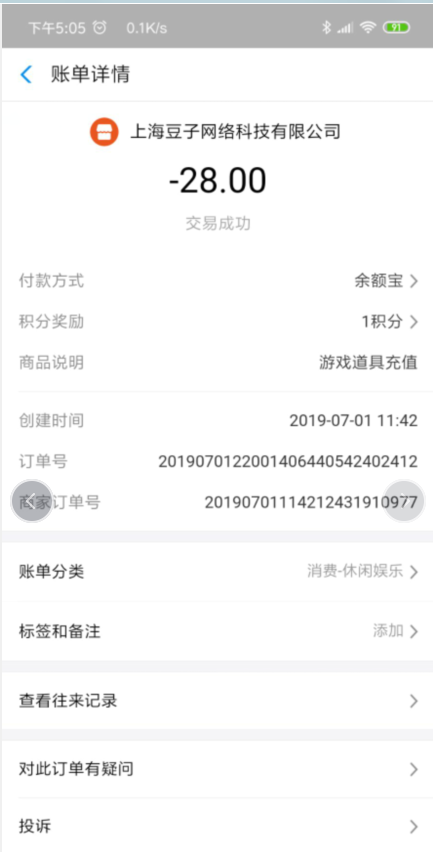 下午5:05 0.1K/s 91
账单详情
上海豆子网络科技有限公司
-28.00
交易成功
付款方式 余额宝
积分奖励 1积分
商品说明 游戏道具充值
创建时间 2019-07-01 11:42
订单号 2019070122001406440542402412
商家订单号 20190701114212431910977
账单分类 消费-休闲娱乐
标签和备注 添加
查看往来记录
对此订单有疑问
投诉